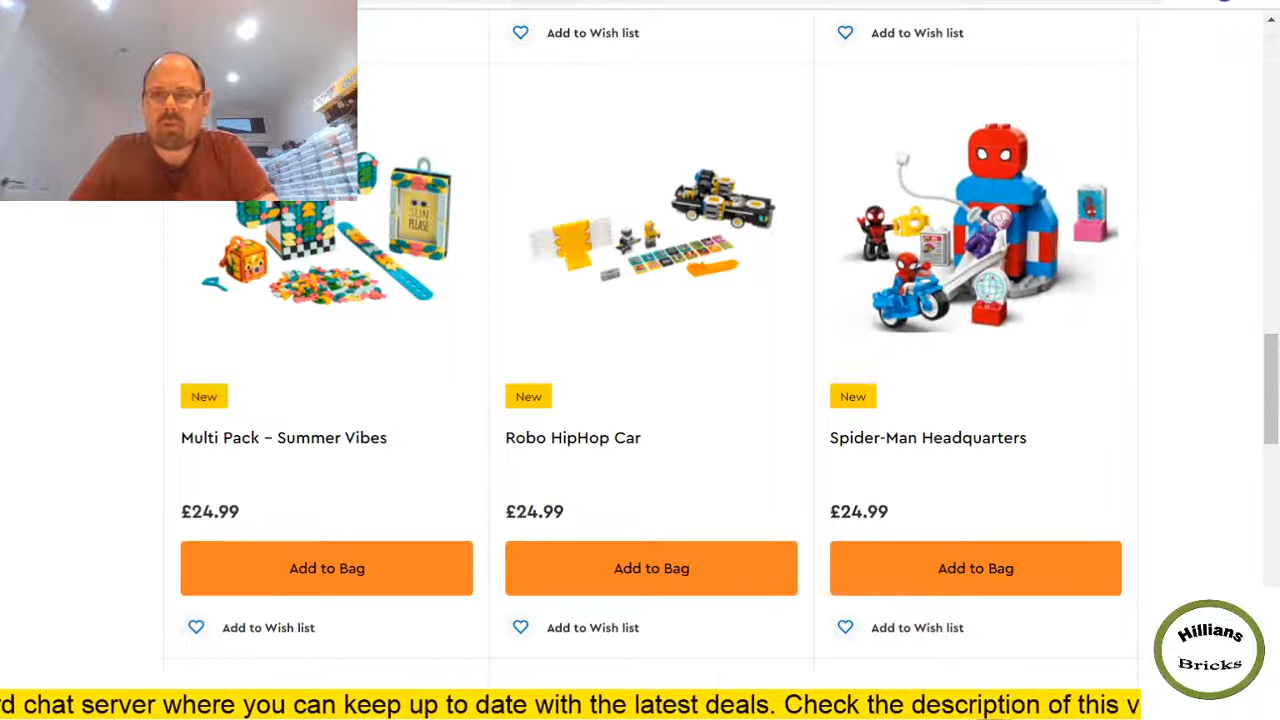 Add to Wish list
Add to Wish list
SUN
PLEASE
New
New
New
Multi Pack – Summer Vibes
Robo HipHop Car
Spider-Man Headquarters
£24.99
£24.99
£24.99
Add to Bag
Add to Bag
Add to Bag
Add to Wish list
Add to Wish list
Add to Wish list
Hillians
Bricks
rd chat server where you can keep up to date with the latest deals. Check the description of this v